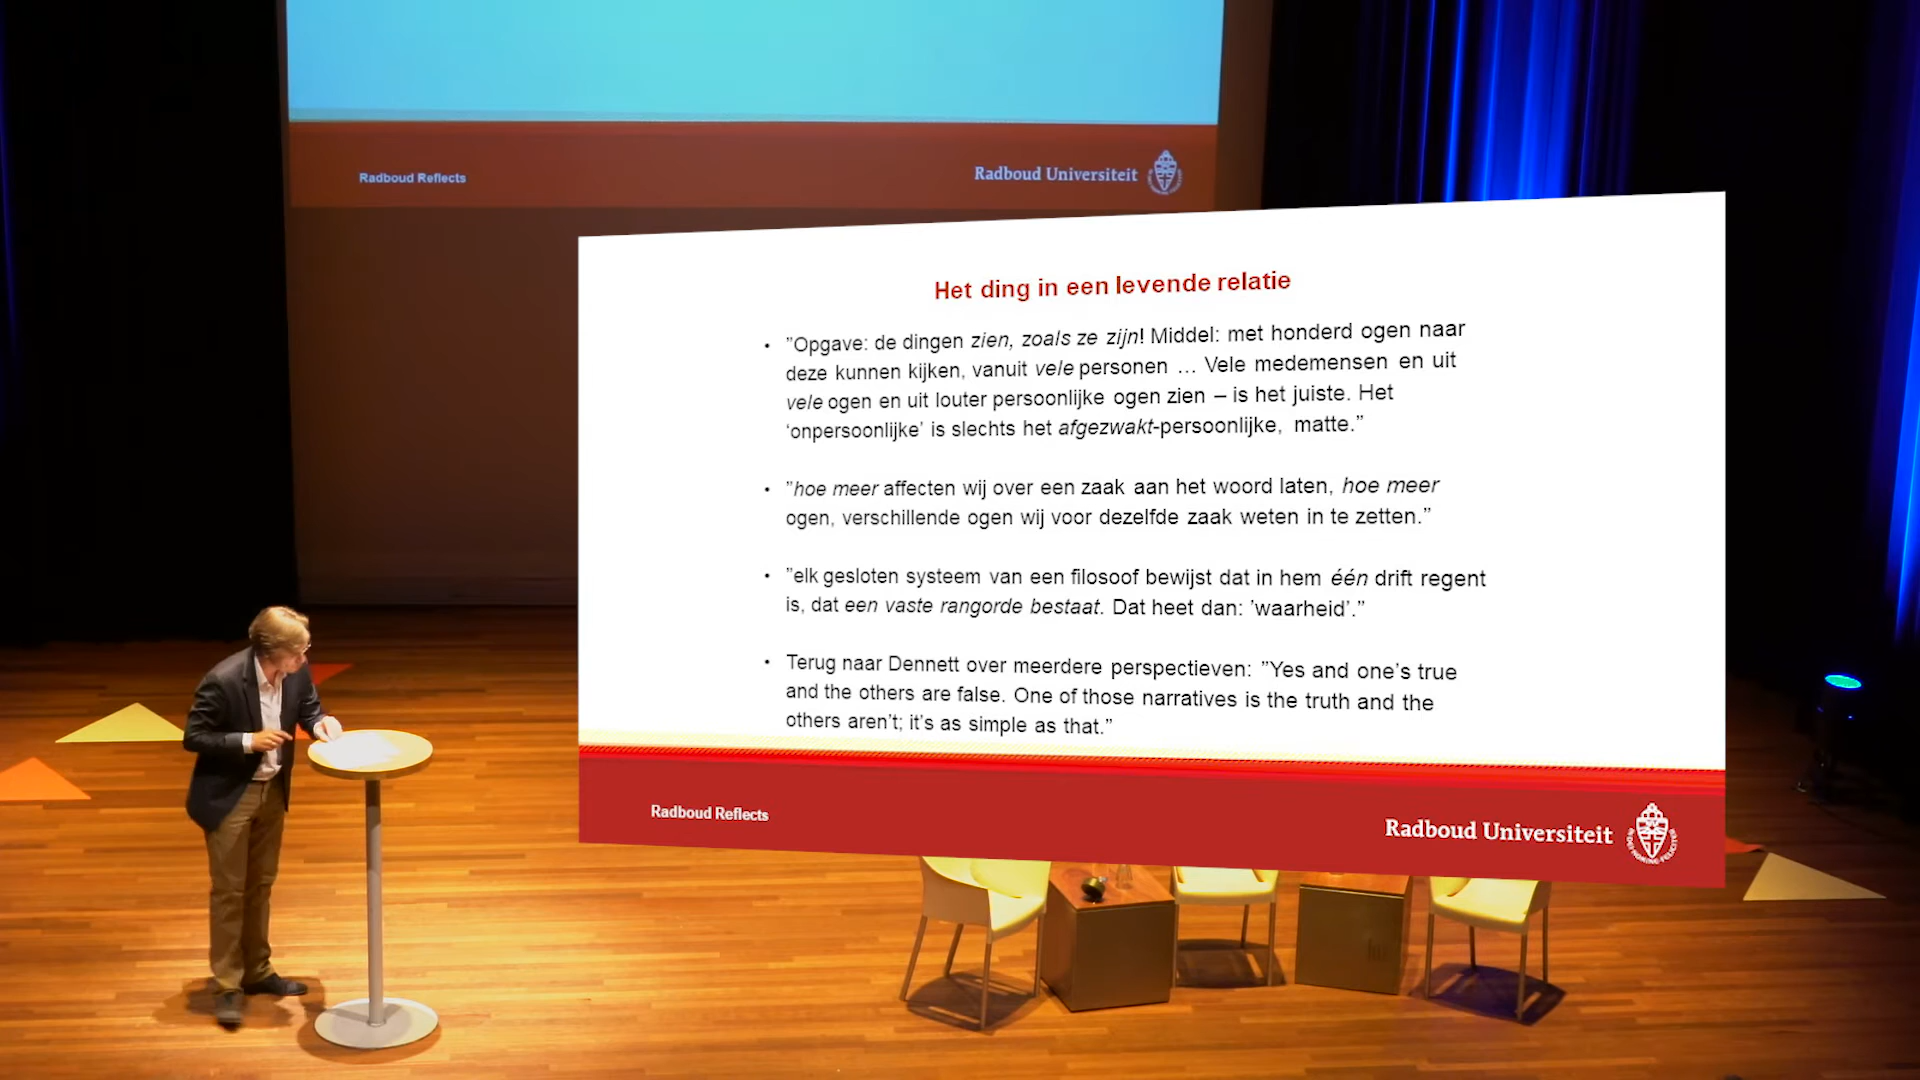 Radboud Reflects
Radboud Universiteit
Het ding in een levende relatie
• ”Opgave: de dingen zien, zoals ze zijn! Middel: met honderd ogen naar
deze kunnen kijken, vanuit vele personen … Vele medemensen en uit
vele ogen en uit louter persoonlijke ogen zien – is het juiste. Het
‘onpersoonlijke’ is slechts het afgezwakt-persoonlijke, matte.”
• ”hoe meer affecten wij over een zaak aan het woord laten, hoe meer
ogen, verschillende ogen wij voor dezelfde zaak weten in te zetten.”
• ”elk gesloten systeem van een filosoof bewijst dat in hem één drift regent
is, dat een vaste rangorde bestaat. Dat heet dan: ’waarheid’.”
• Terug naar Dennett over meerdere perspectieven: ”Yes and one’s true
and the others are false. One of those narratives is the truth and the
others aren’t; it’s as simple as that.”
Radboud Reflects
Radboud Universiteit